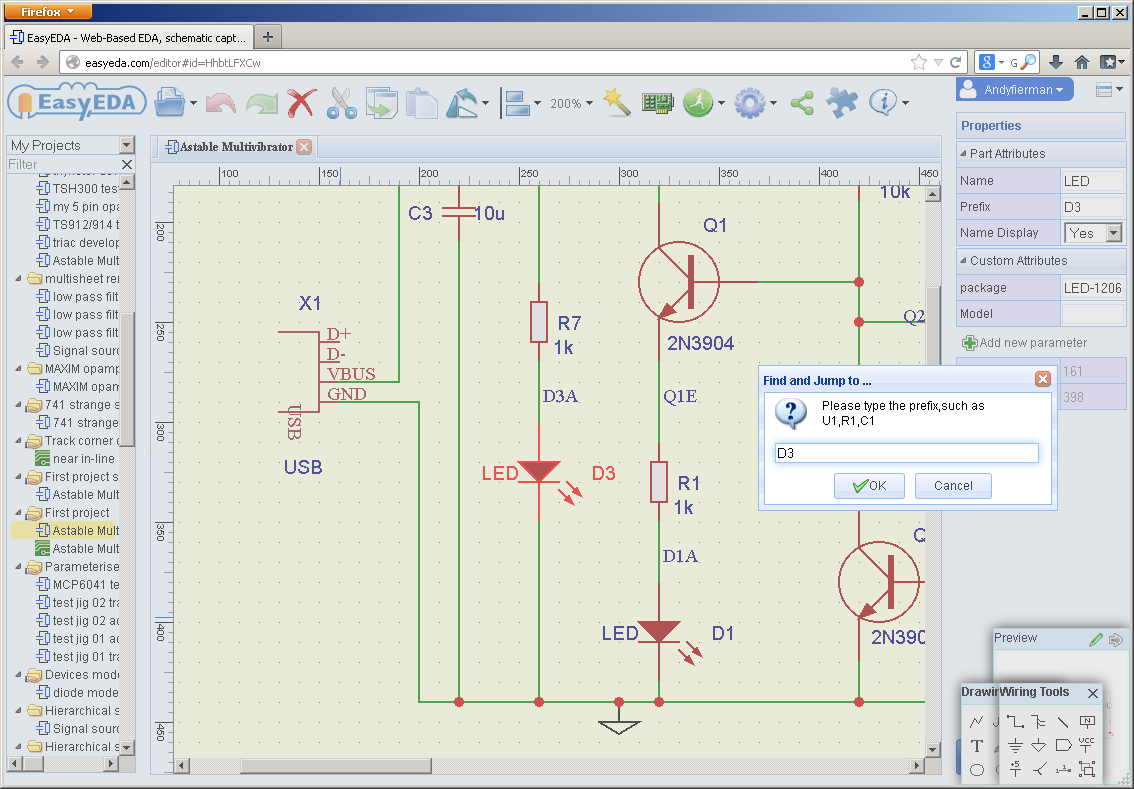 Firefox
EasyEDA - Web-Based EDA, schematic capt...
easyeda.com/editor#id=HhbtLFXCw
EasyEDA
200%
Andyfierman
My Projects
Filter
TSH300 tes
my 5 pin opa
TS912/914 t
triac develop
Astable Mult
multisheet rer
low pass filt
low pass filt
low pass filt
Signal sourc
MAXIM opamp
MAXIM opam
741 strange s
741 strange
Track corner c
near in-line
First project s
Astable Mult
First project
Astable Mult
Astable Mult
Parameterise
MCP6041 te
test jig 02 tra
test jig 02 ac
test jig 01 ac
test jig 01 tra
Devices mode
diode mode
Hierarchical s
Signal sourc
Hierarchical s
Astable Multivibrator
100 150 200 250 300 350 400 450
200
250
300
350
400
450
C3
10u
X1
D+
D-
VBUS
GND
USB
USB
R7
1k
D3A
LED
D3
Q1
2N3904
Q1E
R1
1k
D1A
LED
D1
10k
Q2
Q
2N390
Properties
Part Attributes
Name LED
Prefix D3
Name Display Yes
Custom Attributes
package LED-1206
Model
Add new parameter
161
398
Find and Jump to ...
Please type the prefix,such as
U1,R1,C1
D3
OK
Cancel
Preview
Drawin
Wiring Tools
N
T
VCC
+5